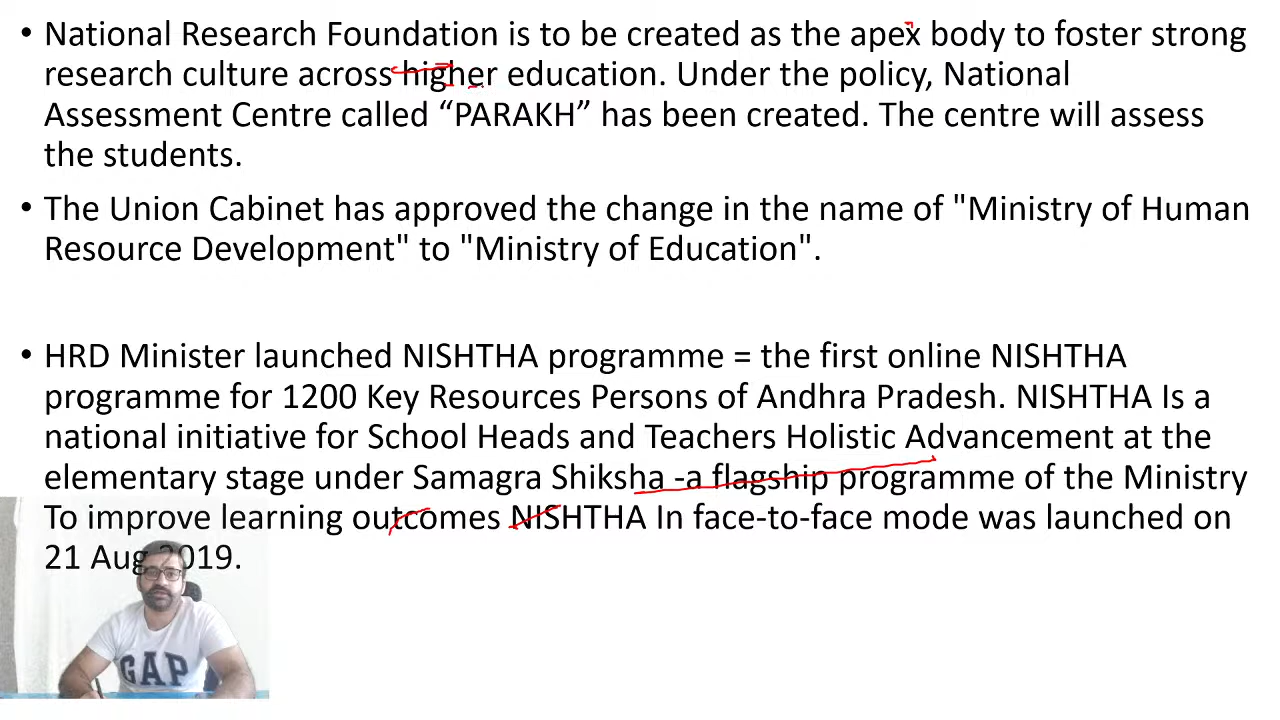 • National Research Foundation is to be created as the apex body to foster strong
research culture across higher education. Under the policy, National
Assessment Centre called “PARAKH” has been created. The centre will assess
the students.
• The Union Cabinet has approved the change in the name of "Ministry of Human
Resource Development" to "Ministry of Education".
• HRD Minister launched NISHTHA programme = the first online NISHTHA
programme for 1200 Key Resources Persons of Andhra Pradesh. NISHTHA Is a
national initiative for School Heads and Teachers Holistic Advancement at the
elementary stage under Samagra Shiksha -a flagship programme of the Ministry
To improve learning outcomes NISHTHA In face-to-face mode was launched on
21 Aug 2019.
GAP